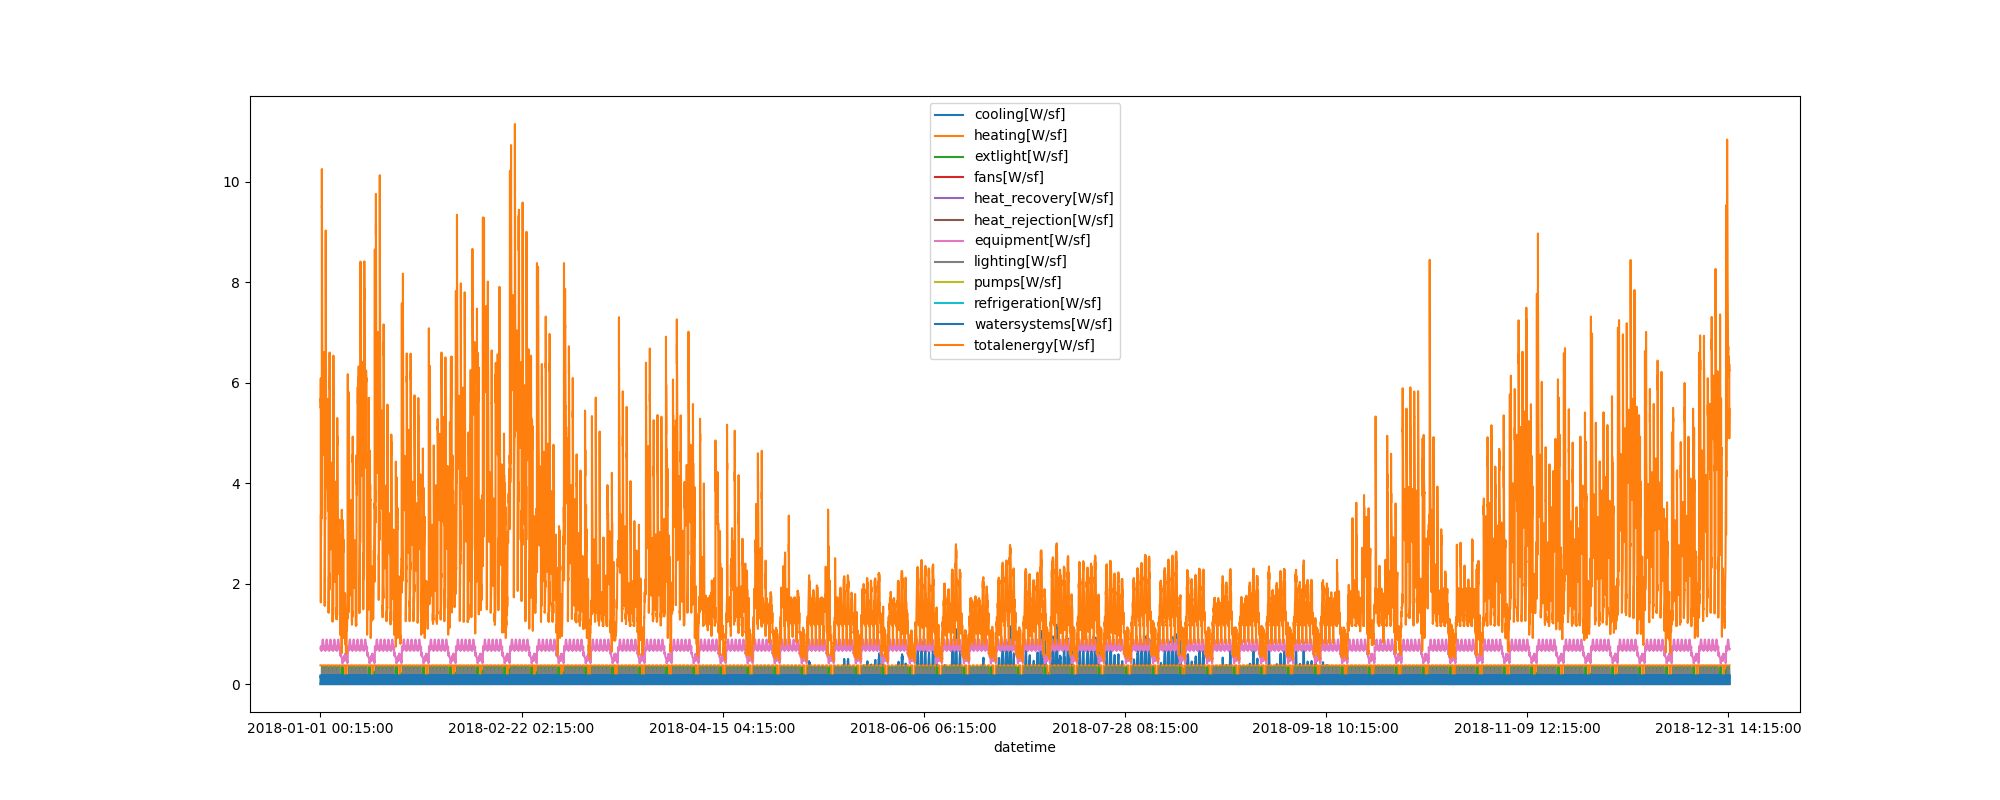 cooling[W/sf]
heating[W/sf]
extlight[W/sf]
fans[W/sf]
heat_recovery[W/sf]
heat_rejection[W/sf]
equipment[W/sf]
lighting[W/sf]
pumps[W/sf]
refrigeration[W/sf]
watersystems[W/sf]
totalenergy[W/sf]
10
8
6
4
2
0
2018-01-01 00:15:00 2018-02-22 02:15:00 2018-04-15 04:15:00 2018-06-06 06:15:00 2018-07-28 08:15:00 2018-09-18 10:15:00 2018-11-09 12:15:00 2018-12-31 14:15:00
datetime